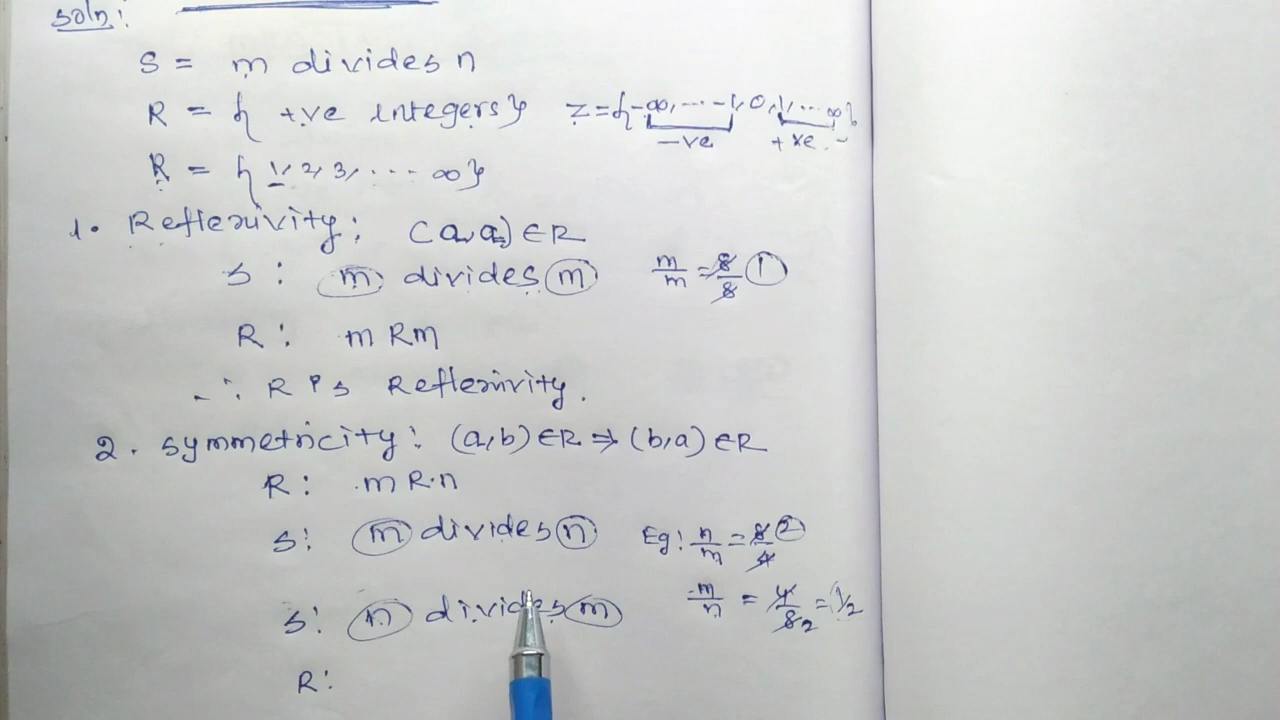 Soln:
S = m divides n
R = { +ve integers} Z = {-∞, ... -1, 0, 1, ... ∞}
-ve +ve
R = { 1, 2, 3, ... ∞}
1. Reflexivity: (a, a) ∈ R
S: m divides m m/m = 8/8 1
R: m R m
∴ R is Reflexivity.
2. symmetricity: (a, b) ∈ R ⇒ (b, a) ∈ R
R: m R n
S: m divides n Eg: n/m = 8/4 2
S: n divides m m/n = 4/8 2 = 1/2
R: